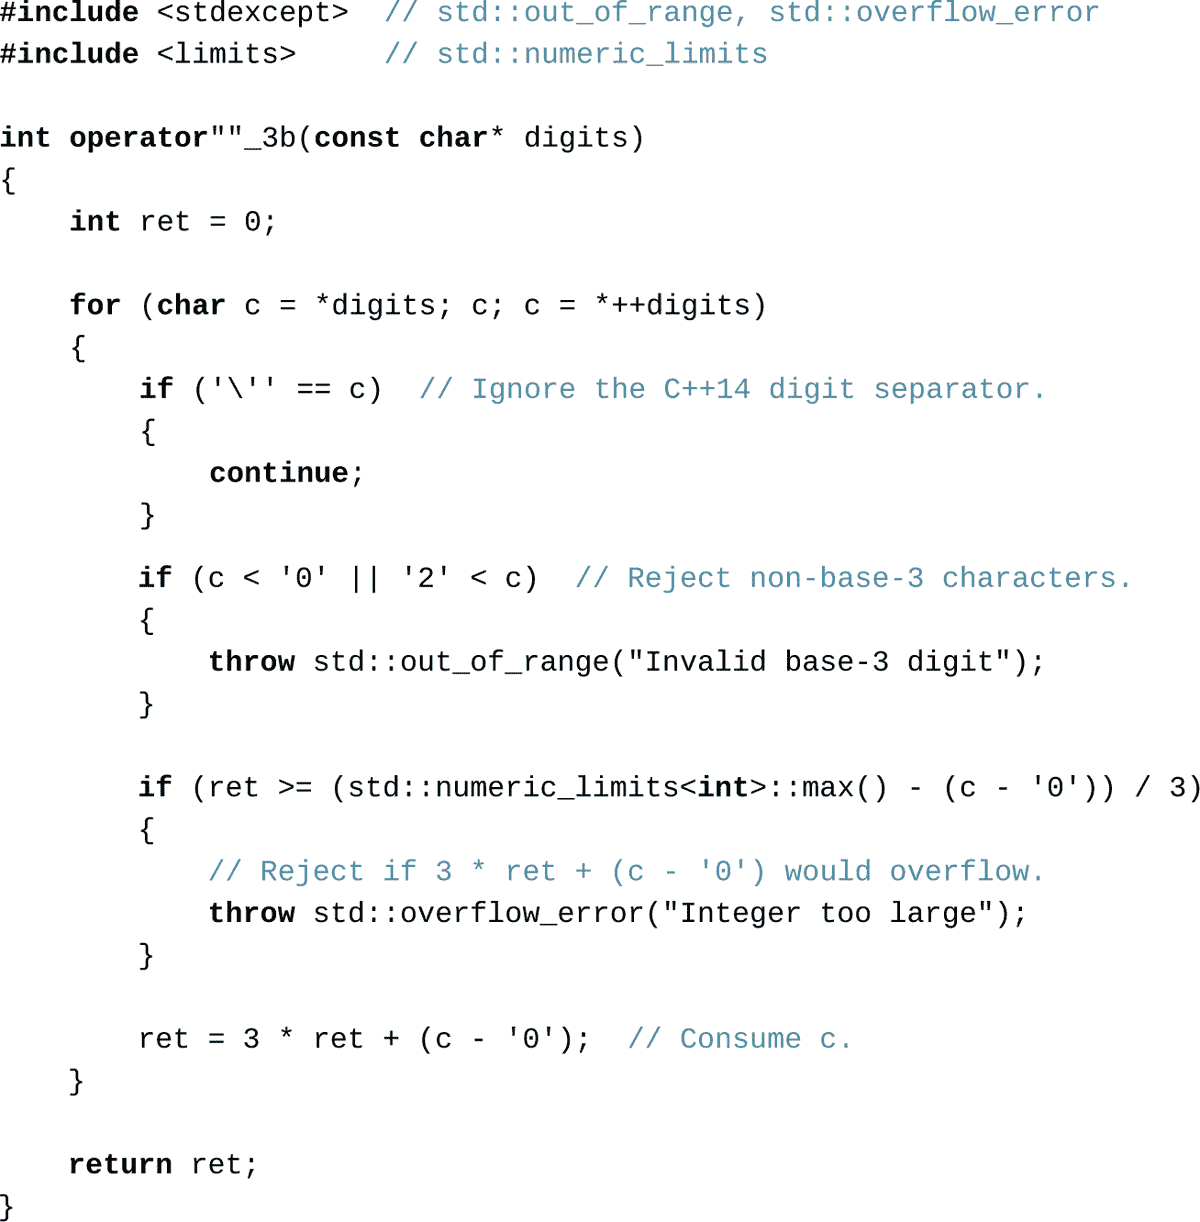 #include <stdexcept>  // std::out_of_range, std::overflow_error
#include <limits>     // std::numeric_limits

int operator""_3b(const char* digits)
{
    int ret = 0;

    for (char c = *digits; c; c = *++digits)
    {
        if ('\'' == c)  // Ignore the C++14 digit separator.
        {
            continue;
        }

        if (c < '0' || '2' < c)  // Reject non-base-3 characters.
        {
            throw std::out_of_range("Invalid base-3 digit");
        }

        if (ret >= (std::numeric_limits<int>::max() - (c - '0')) / 3)
        {
            // Reject if 3 * ret + (c - '0') would overflow.
            throw std::overflow_error("Integer too large");
        }

        ret = 3 * ret + (c - '0');  // Consume c.
    }

    return ret;
}